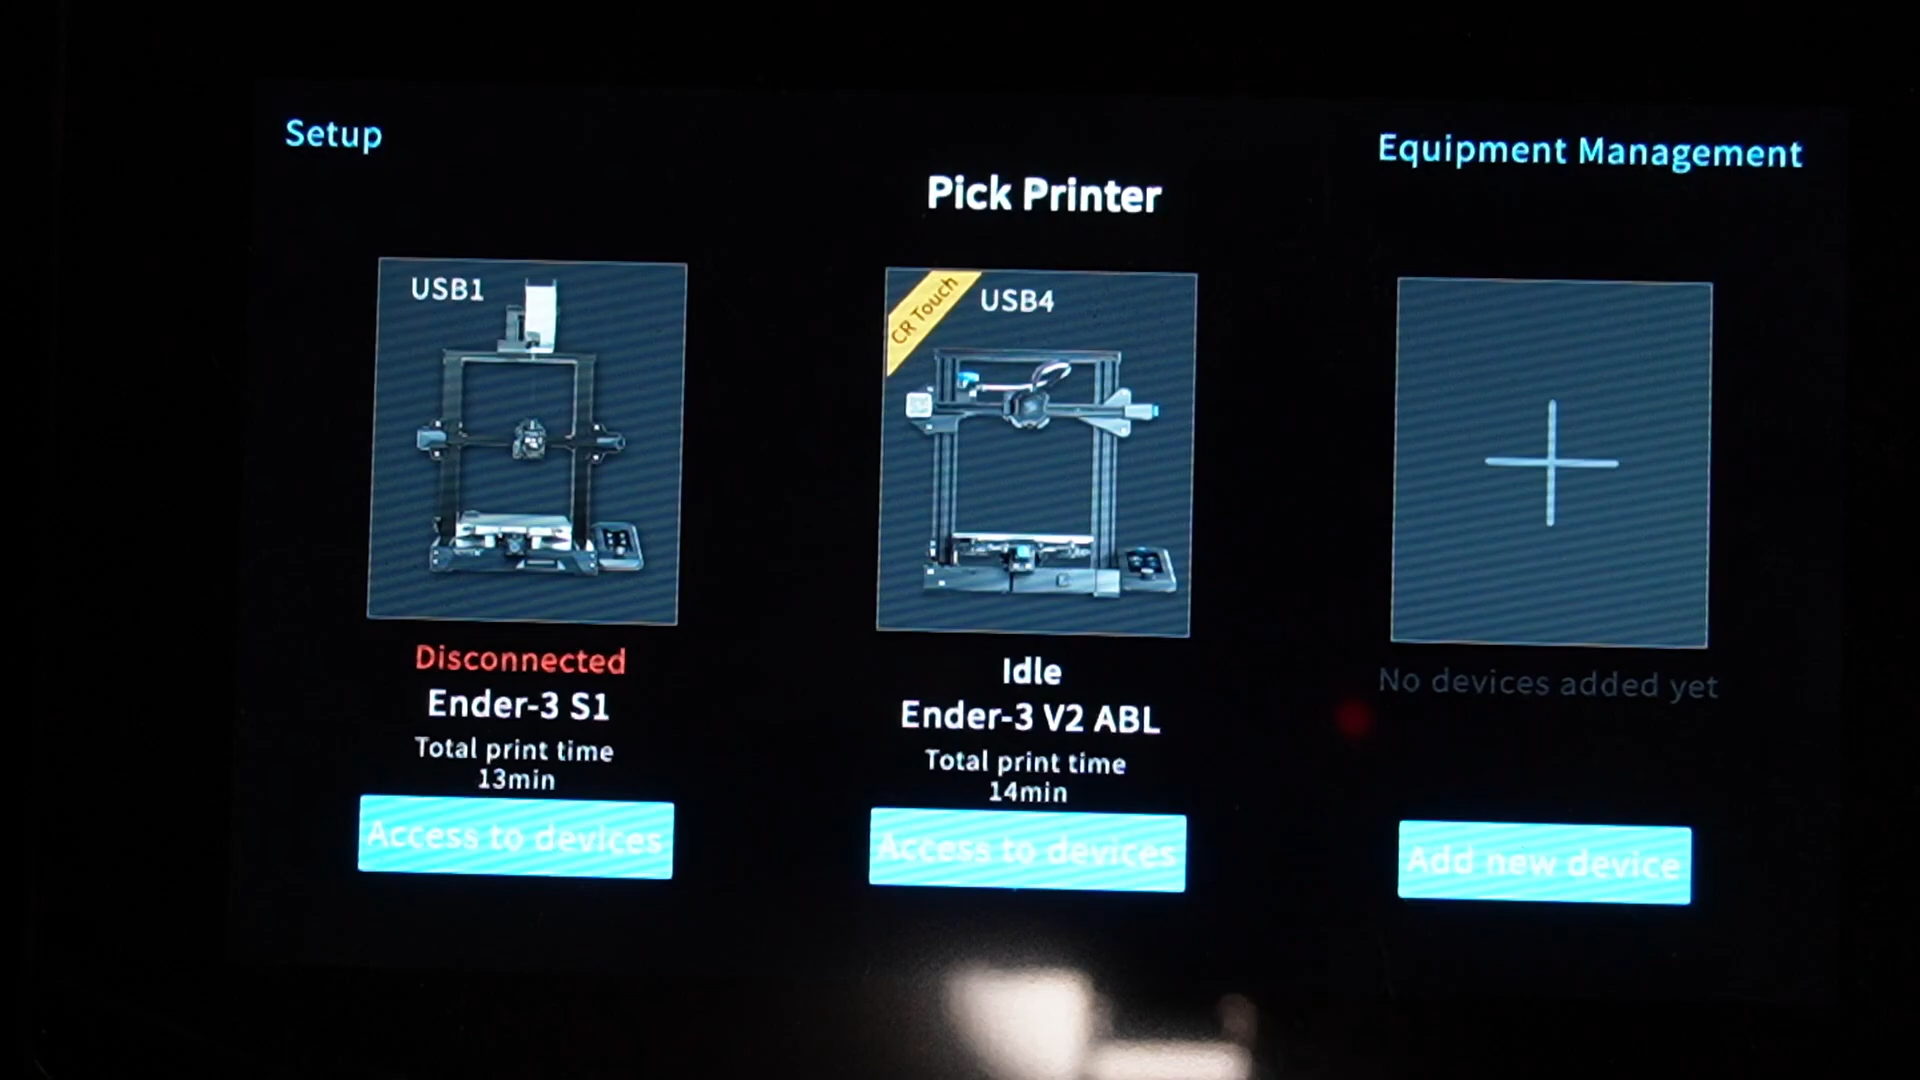 Setup
Equipment Management
Pick Printer
USB1
CR Touch
USB4
Disconnected
Ender-3 S1
Total print time
13min
Access to devices
Idle
Ender-3 V2 ABL
Total print time
14min
Access to devices
No devices added yet
Add new device